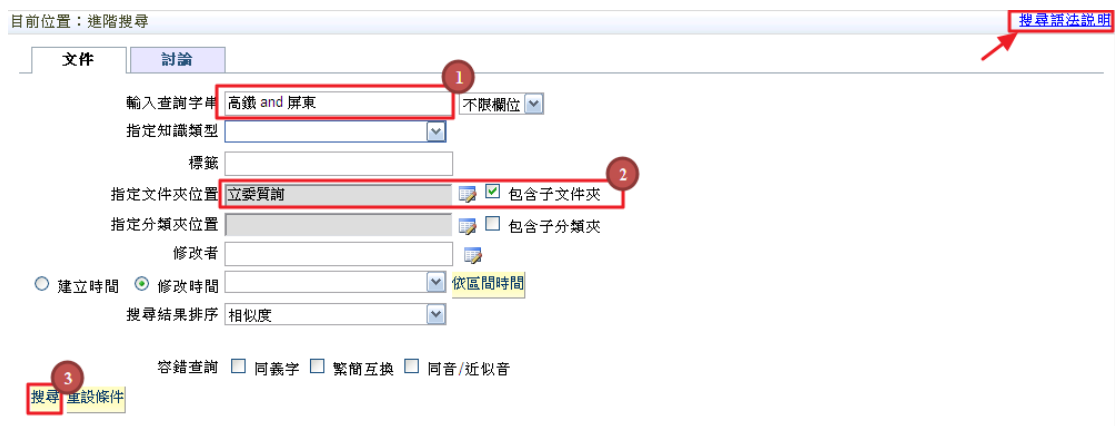 目前位置：進階搜尋 搜尋語法說明
文件 討論
1
輸入查詢字串 高鐵 and 屏東 不限欄位
指定知識類型
標籤
2
指定文件夾位置 立委質詢 包含子文件夾
指定分類夾位置 包含子分類夾
修改者
建立時間 修改時間 依區間時間
搜尋結果排序 相似度
容錯查詢 同義字 繁簡互換 同音/近似音
3
搜尋 重設條件